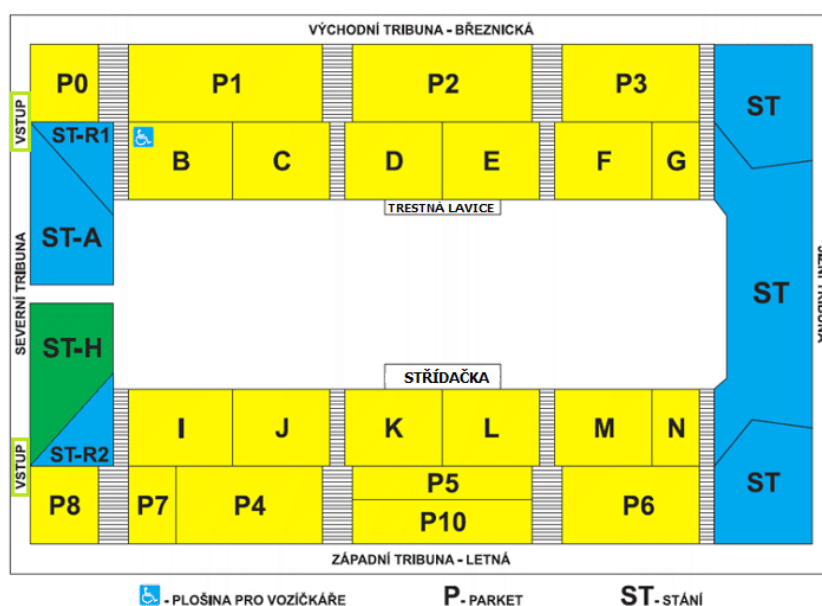 VÝCHODNÍ TRIBUNA - BŘEZNICKÁ
P0
P1
P2
P3
ST
VSTUP
ST-R1
B
C
D
E
F
G
TRESTNÁ LAVICE
ST-A
SEVERNÍ TRIBUNA
ST
TRIBUNA
ST-H
STŘÍDAČKA
I
J
K
L
M
N
ST-R2
VSTUP
P8
P7
P4
P5
P10
P6
ST
ZÁPADNÍ TRIBUNA - LETNÁ
- PLOŠINA PRO VOZÍČKÁŘE
P- PARKET
ST- STÁNÍ